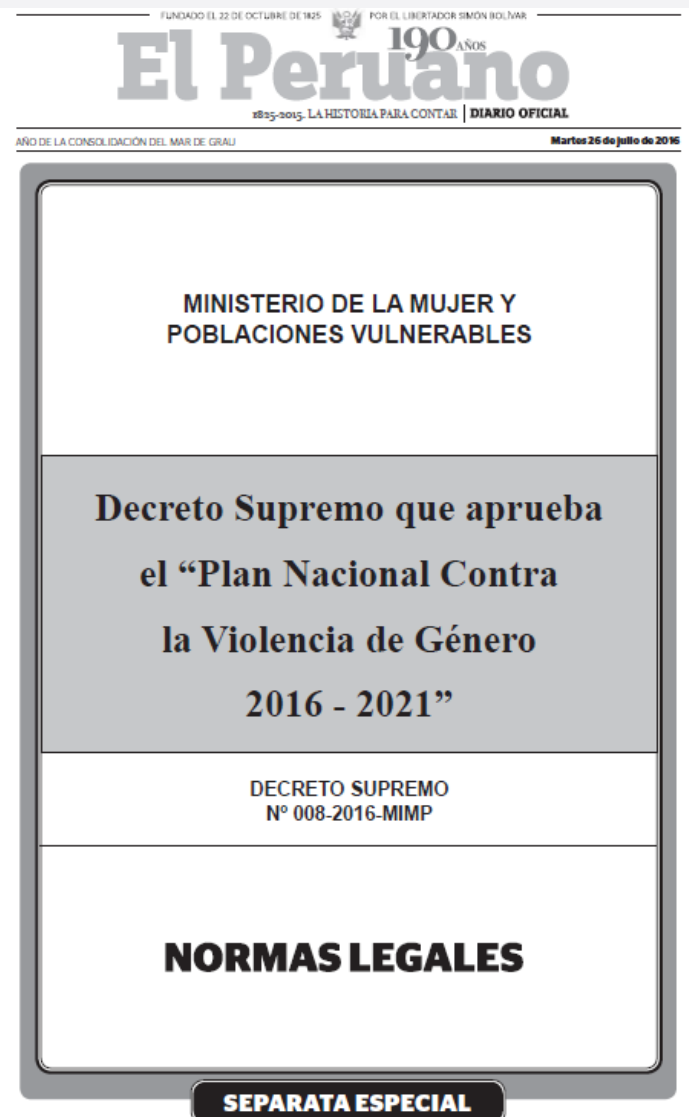 FUNDADO EL 22 DE OCTUBRE DE 1825 POR EL LIBERTADOR SIMÓN BOLÍVAR
El Peruano
190 AÑOS
1825-2015. LA HISTORIA PARA CONTAR | DIARIO OFICIAL
AÑO DE LA CONSOLIDACIÓN DEL MAR DE GRAU Martes 26 de julio de 2016
MINISTERIO DE LA MUJER Y
POBLACIONES VULNERABLES
Decreto Supremo que aprueba
el “Plan Nacional Contra
la Violencia de Género
2016 - 2021”
DECRETO SUPREMO
Nº 008-2016-MIMP
NORMAS LEGALES
SEPARATA ESPECIAL